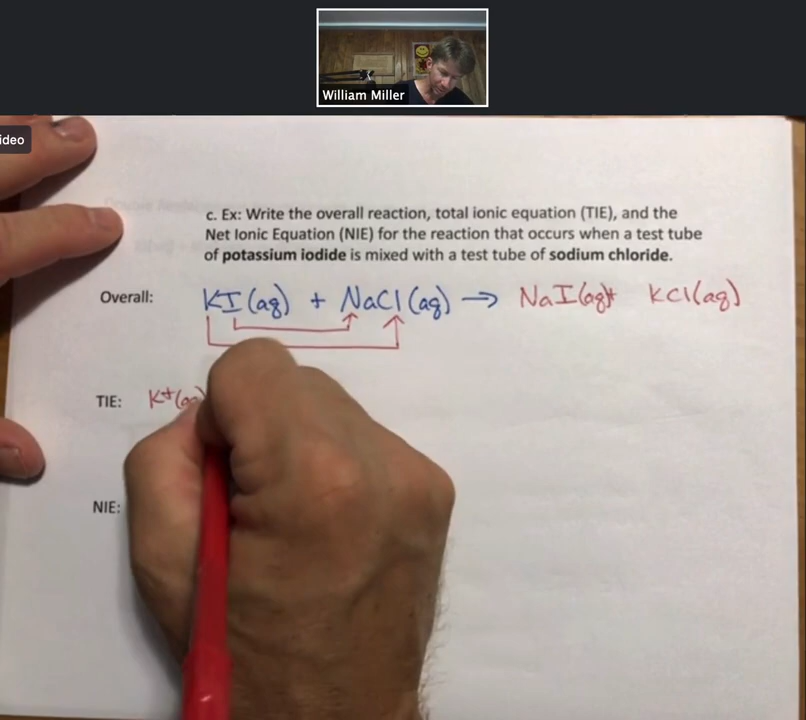 William Miller
ideo
c. Ex: Write the overall reaction, total ionic equation (TIE), and the
Net Ionic Equation (NIE) for the reaction that occurs when a test tube
of potassium iodide is mixed with a test tube of sodium chloride.
Overall: KI(aq) + NaCl(aq) → NaI(aq)+ KCl(aq)
TIE: K+(aq)
NIE: